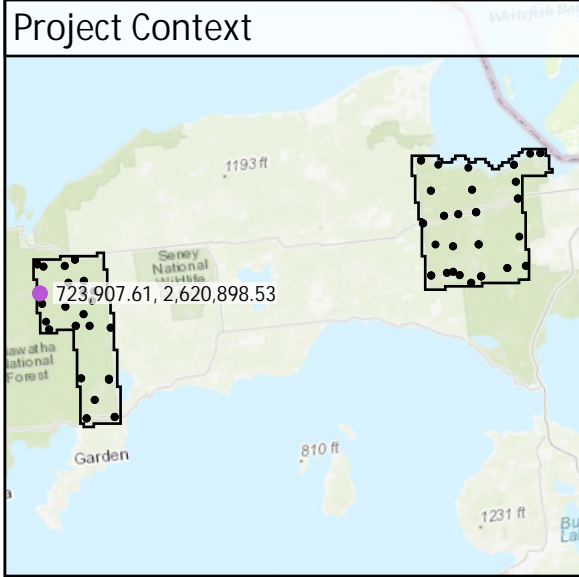 Project Context
Whitefish Bay
1193 ft
Seney
National
Wildlife
723,907.61, 2,620,898.53
National
Forest
Garden
810 ft
1231 ft